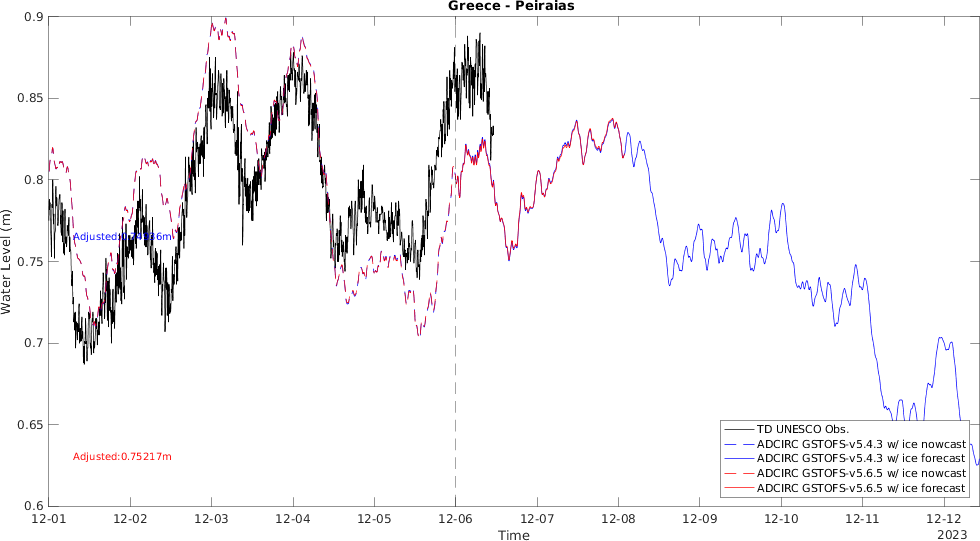 Greece - Peiraias
Water Level (m)
0.9
0.85
0.8
0.75
0.7
0.65
0.6
Adjusted:
Adjusted:0.75217m
TD UNESCO Obs.
ADCIRC GSTOFS-v5.4.3 w/ ice nowcast
ADCIRC GSTOFS-v5.4.3 w/ ice forecast
ADCIRC GSTOFS-v5.6.5 w/ ice nowcast
ADCIRC GSTOFS-v5.6.5 w/ ice forecast
12-01 12-02 12-03 12-04 12-05 12-06 12-07 12-08 12-09 12-10 12-11 12-12
Time
2023